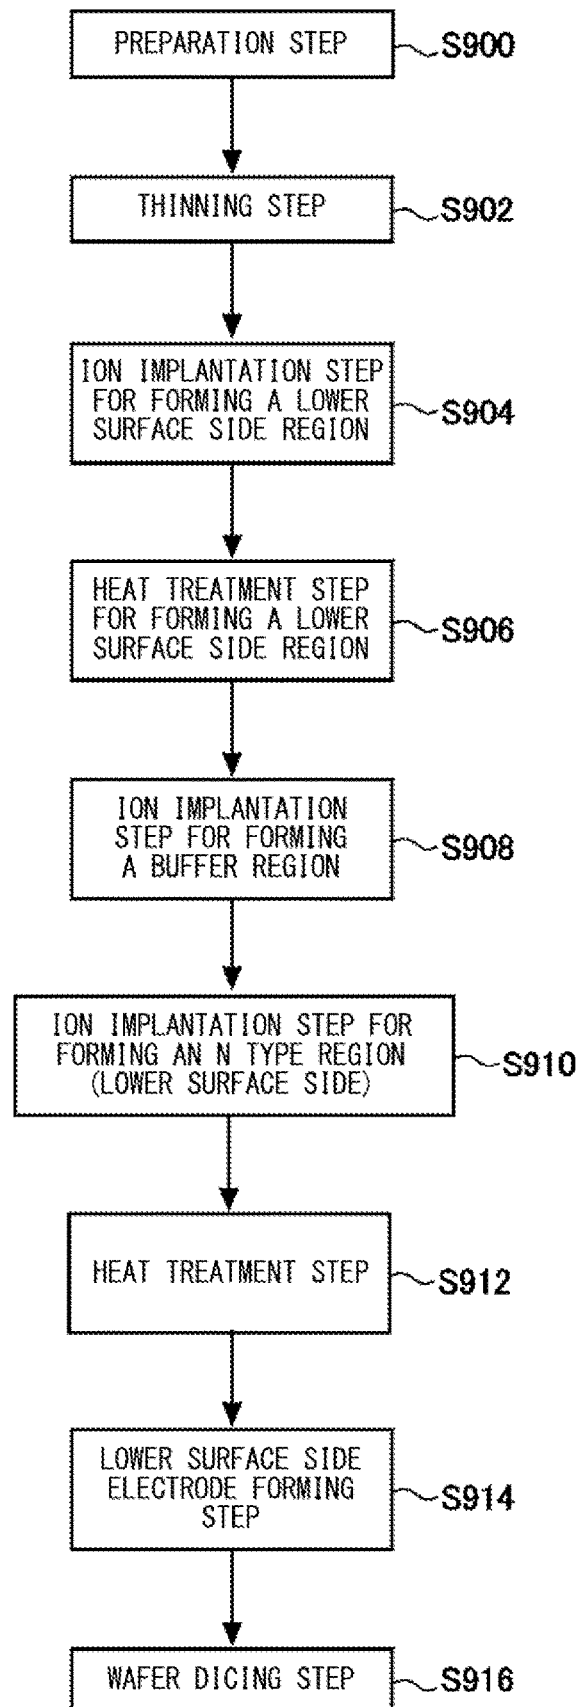 PREPARATION STEP
S900
THINNING STEP
S902
ION IMPLANTATION STEP
FOR FORMING A LOWER
SURFACE SIDE REGION
S904
HEAT TREATMENT STEP
FOR FORMING A LOWER
SURFACE SIDE REGION
S906
ION IMPLANTATION
STEP FOR FORMING
A BUFFER REGION
S908
ION IMPLANTATION STEP FOR
FORMING AN N TYPE REGION
(LOWER SURFACE SIDE)
S910
HEAT TREATMENT STEP
S912
LOWER SURFACE SIDE
ELECTRODE FORMING
STEP
S914
WAFER DICING STEP
S916